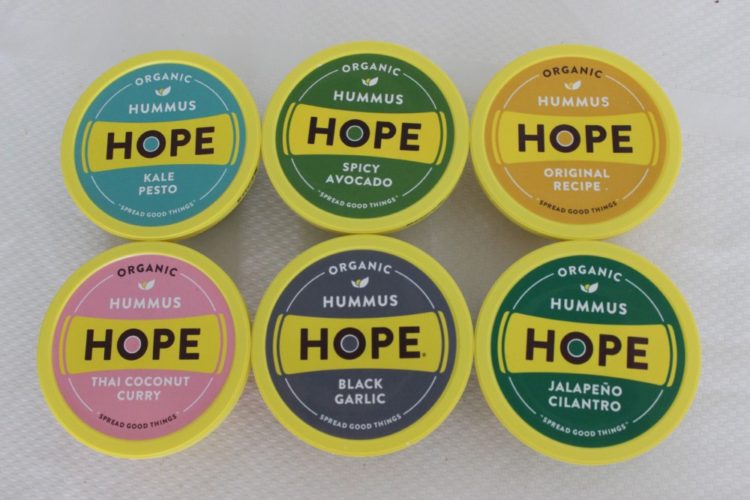 ORGANIC
HUMMUS
HOPE
KALE
PESTO
"SPREAD GOOD THINGS"
ORGANIC
HUMMUS
HOPE
SPICY
AVOCADO
"SPREAD GOOD THINGS"
ORGANIC
HUMMUS
HOPE
ORIGINAL
RECIPE
SPREAD GOOD THINGS
ORGANIC
HUMMUS
HOPE
THAI COCONUT
CURRY
SPREAD GOOD THINGS
ORGANIC
HUMMUS
HOPE®
BLACK
GARLIC
"SPREAD GOOD THINGS"
ORGANIC
HUMMUS
HOPE
JALAPEÑO
CILANTRO
"SPREAD GOOD THINGS"